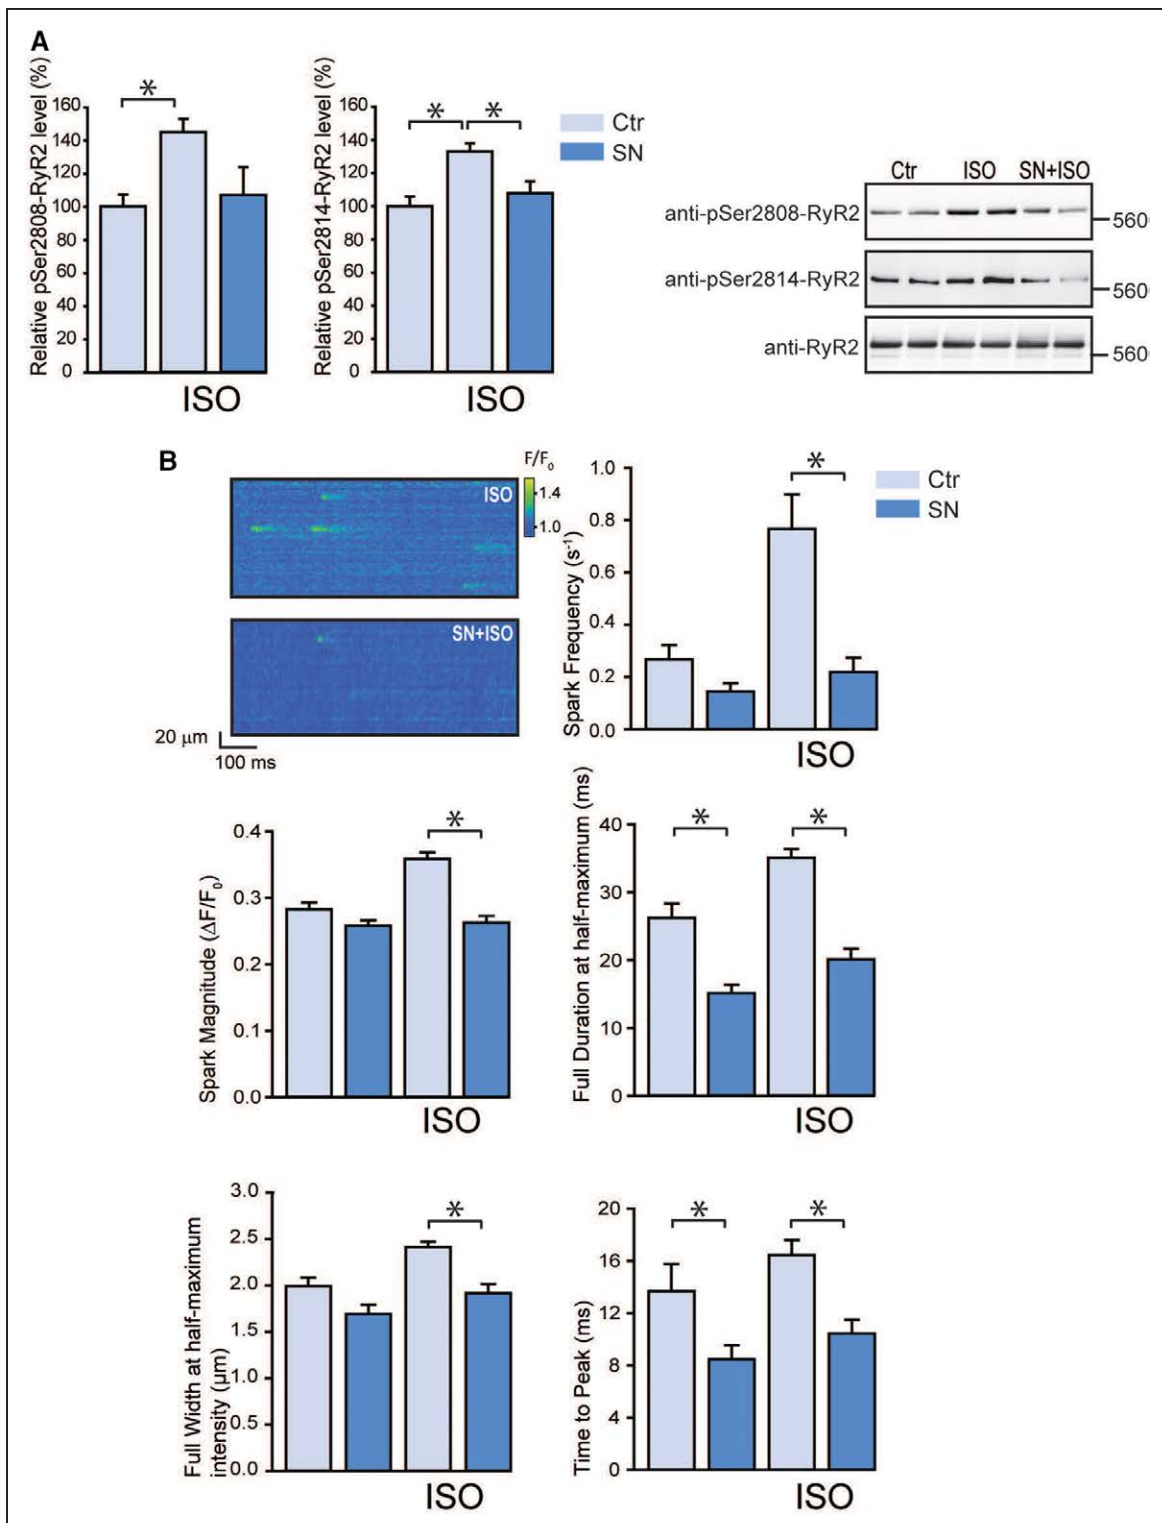 A
Relative pSer2808-RyR2 level (%)
160
140
120
100
80
60
40
20
0
*
ISO
Relative pSer2814-RyR2 level (%)
160
140
120
100
80
60
40
20
0
* *
ISO
Ctr
SN
Ctr ISO SN+ISO
anti-pSer2808-RyR2 560
anti-pSer2814-RyR2 560
anti-RyR2 560
B
ISO
F/F0
1.4
1.0
SN+ISO
20 μm
100 ms
Spark Frequency (s-1)
1.0
0.8
0.6
0.4
0.2
0.0
*
ISO
Ctr
SN
Spark Magnitude (ΔF/F0)
0.4
0.3
0.2
0.1
0.0
*
ISO
Full Duration at half-maximum (ms)
40
30
20
10
0
* *
ISO
Full Width at half-maximum
intensity (μm)
3.0
2.5
2.0
1.5
1.0
0.5
0.0
*
ISO
Time to Peak (ms)
20
16
12
8
4
0
* *
ISO